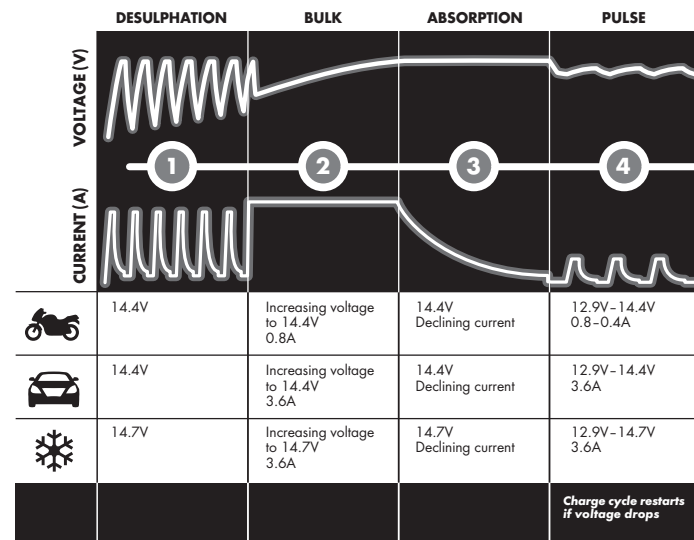 DESULPHATION BULK ABSORPTION PULSE
VOLTAGE (V)
1 2 3 4
CURRENT (A)
14.4V
Increasing voltage
to 14.4V
0.8A
14.4V
Declining current
12.9V–14.4V
0.8–0.4A
14.4V
Increasing voltage
to 14.4V
3.6A
14.4V
Declining current
12.9V–14.4V
3.6A
14.7V
Increasing voltage
to 14.7V
3.6A
14.7V
Declining current
12.9V–14.7V
3.6A
Charge cycle restarts
if voltage drops